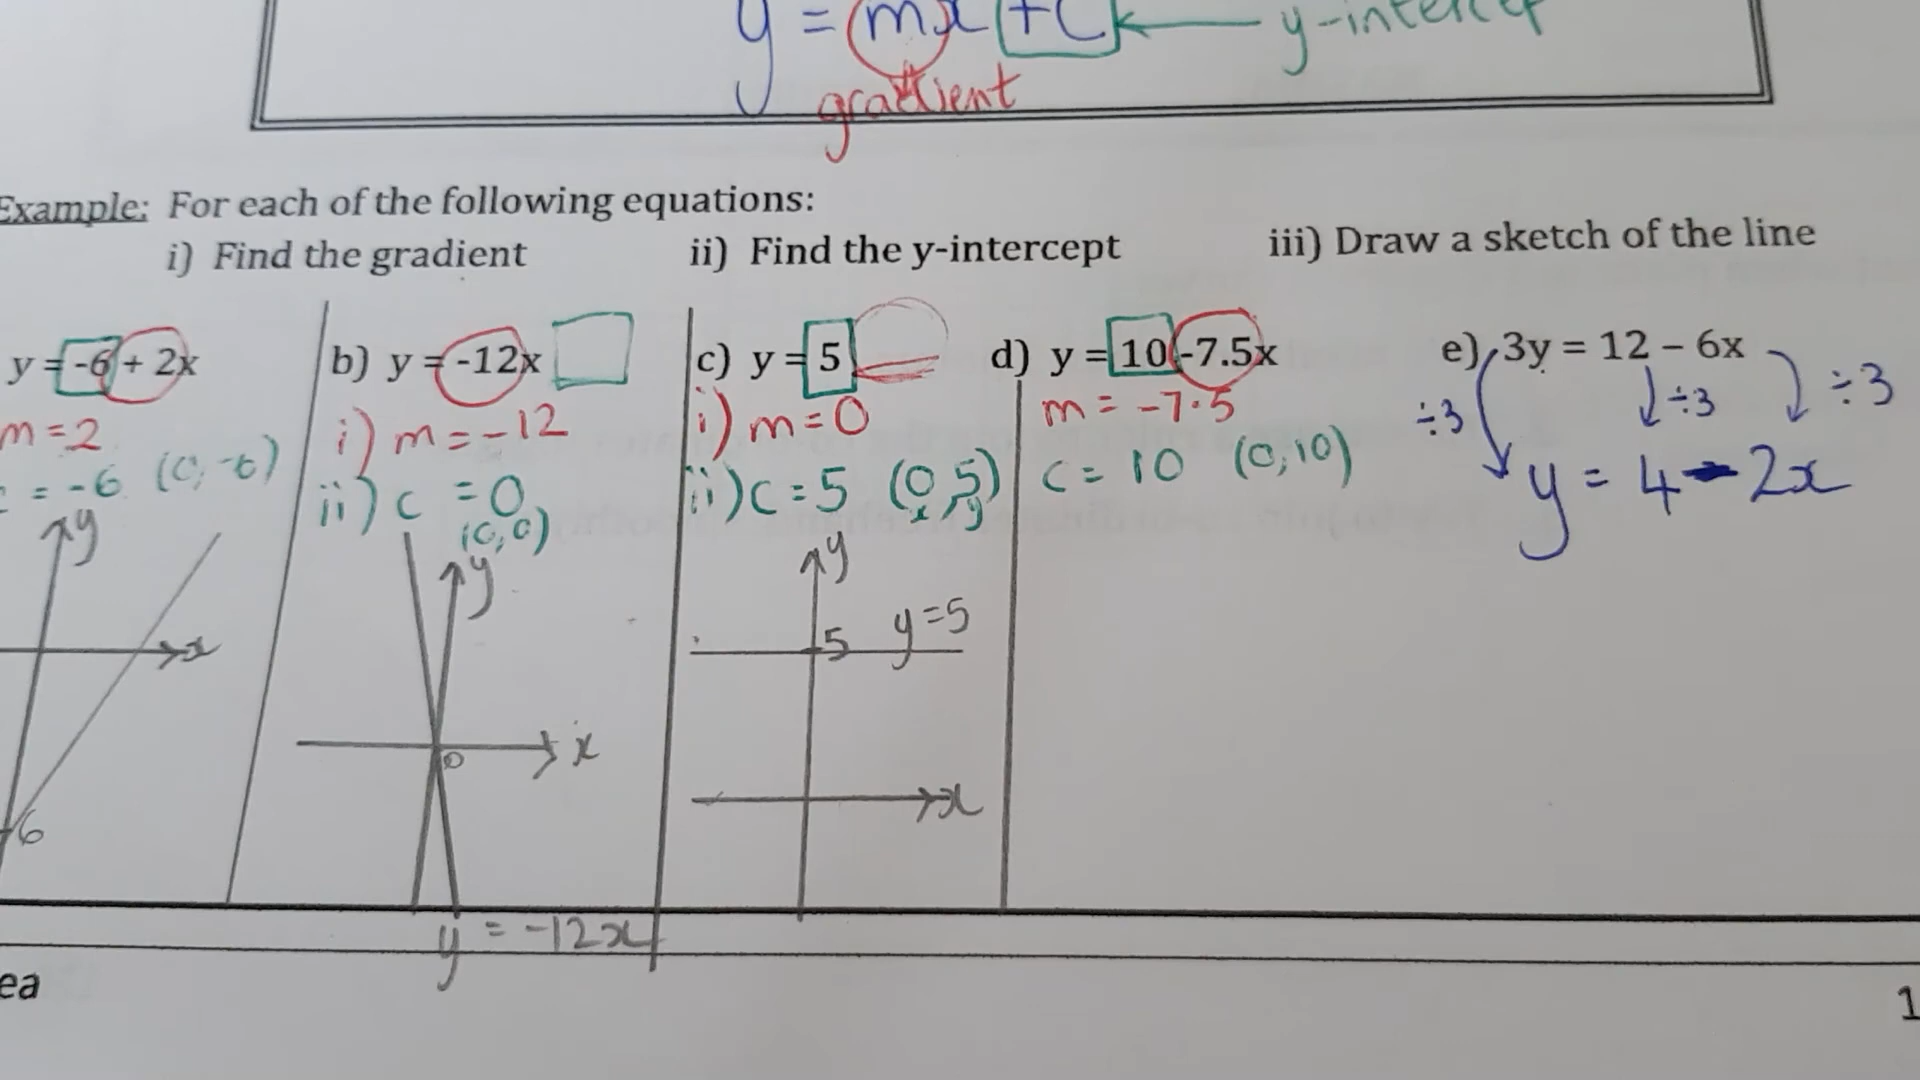 y = mx + c ← y-intercep
gradient
Example: For each of the following equations:
i) Find the gradient
ii) Find the y-intercept
iii) Draw a sketch of the line
y = -6 + 2x
m = 2
= -6 (0, -6)
y
x
6
b) y = -12x
i) m = -12
ii) c = 0
(0, 0)
y
x
0
y = -12x
c) y = 5
i) m = 0
ii) c = 5 (0, 5)
x y
y
5 y = 5
x
d) y = 10 -7.5x
m = -7.5
c = 10 (0, 10)
e) 3y = 12 – 6x
÷3 ÷3 ÷3
y = 4 - 2x
ea
1